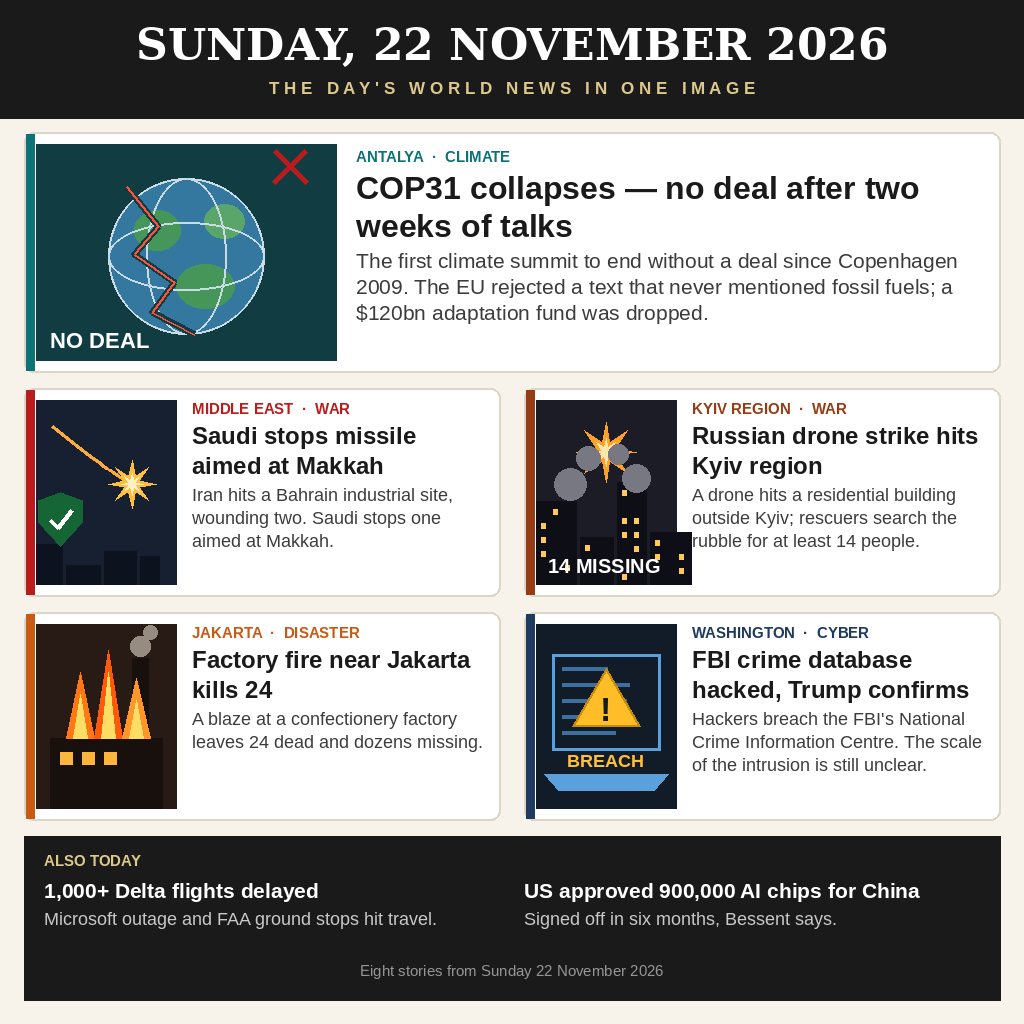 SUNDAY, 22 NOVEMBER 2026
THE DAY'S WORLD NEWS IN ONE IMAGE
NO DEAL
ANTALYA · CLIMATE
COP31 collapses — no deal after two
weeks of talks
The first climate summit to end without a deal since Copenhagen
2009. The EU rejected a text that never mentioned fossil fuels; a
$120bn adaptation fund was dropped.
MIDDLE EAST · WAR
Saudi stops missile
aimed at Makkah
Iran hits a Bahrain industrial site,
wounding two. Saudi stops one
aimed at Makkah.
14 MISSING
KYIV REGION · WAR
Russian drone strike hits
Kyiv region
A drone hits a residential building
outside Kyiv; rescuers search the
rubble for at least 14 people.
JAKARTA · DISASTER
Factory fire near Jakarta
kills 24
A blaze at a confectionery factory
leaves 24 dead and dozens missing.
!
BREACH
WASHINGTON · CYBER
FBI crime database
hacked, Trump confirms
Hackers breach the FBI's National
Crime Information Centre. The scale
of the intrusion is still unclear.
ALSO TODAY
1,000+ Delta flights delayed
Microsoft outage and FAA ground stops hit travel.
US approved 900,000 AI chips for China
Signed off in six months, Bessent says.
Eight stories from Sunday 22 November 2026